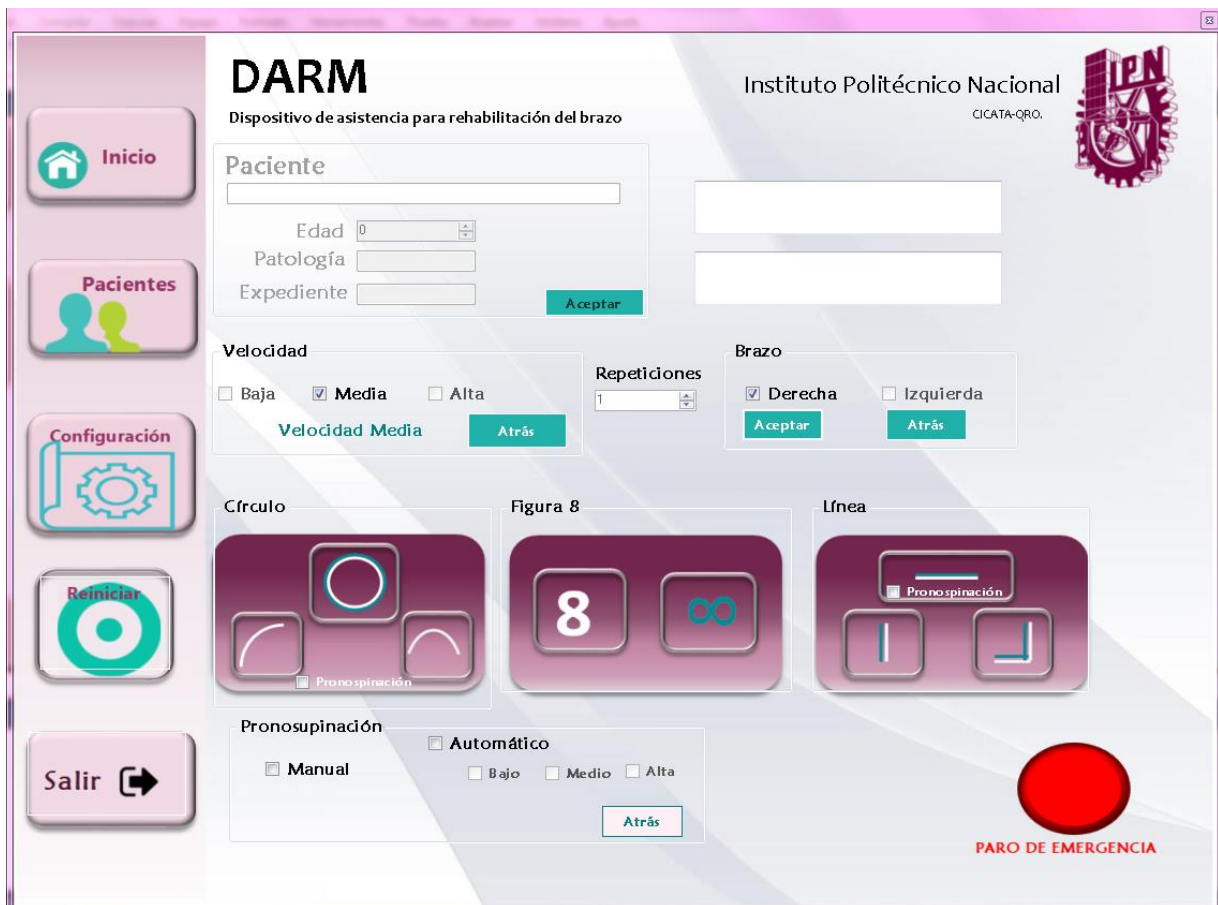 DARM
Dispositivo de asistencia para rehabilitación del brazo
Instituto Politécnico Nacional
CICATA-QRO.
IPN
Inicio
Pacientes
Configuración
Reiniciar
Salir
Paciente
Edad 0
Patología
Expediente
Aceptar
Velocidad
Baja Media Alta
Velocidad Media Atrás
Repeticiones
1
Brazo
Derecha Izquierda
Aceptar Atrás
Círculo
Pronospinación
Figura 8
8 ∞
Línea
Pronospinación
Pronosupinación
Manual
Automático
Bajo Medio Alta
Atrás
PARO DE EMERGENCIA